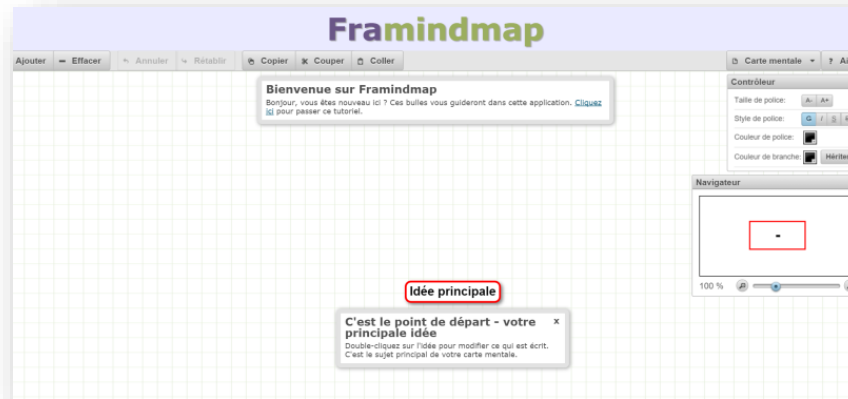 Framindmap
Ajouter Effacer Annuler Rétablir Copier Couper Coller Carte mentale ? Ai
Bienvenue sur Framindmap
Bonjour, vous êtes nouveau ici ? Ces bulles vous guideront dans cette application. Cliquez
ici pour passer ce tutoriel.
Contrôleur
Taille de police: A- A+
Style de police: G I S
Couleur de police:
Couleur de branche: Hériter
Navigateur
100 %
Idée principale
C'est le point de départ - votre x
principale idée
Double-cliquez sur l'idée pour modifier ce qui est écrit.
C'est le sujet principal de votre carte mentale.